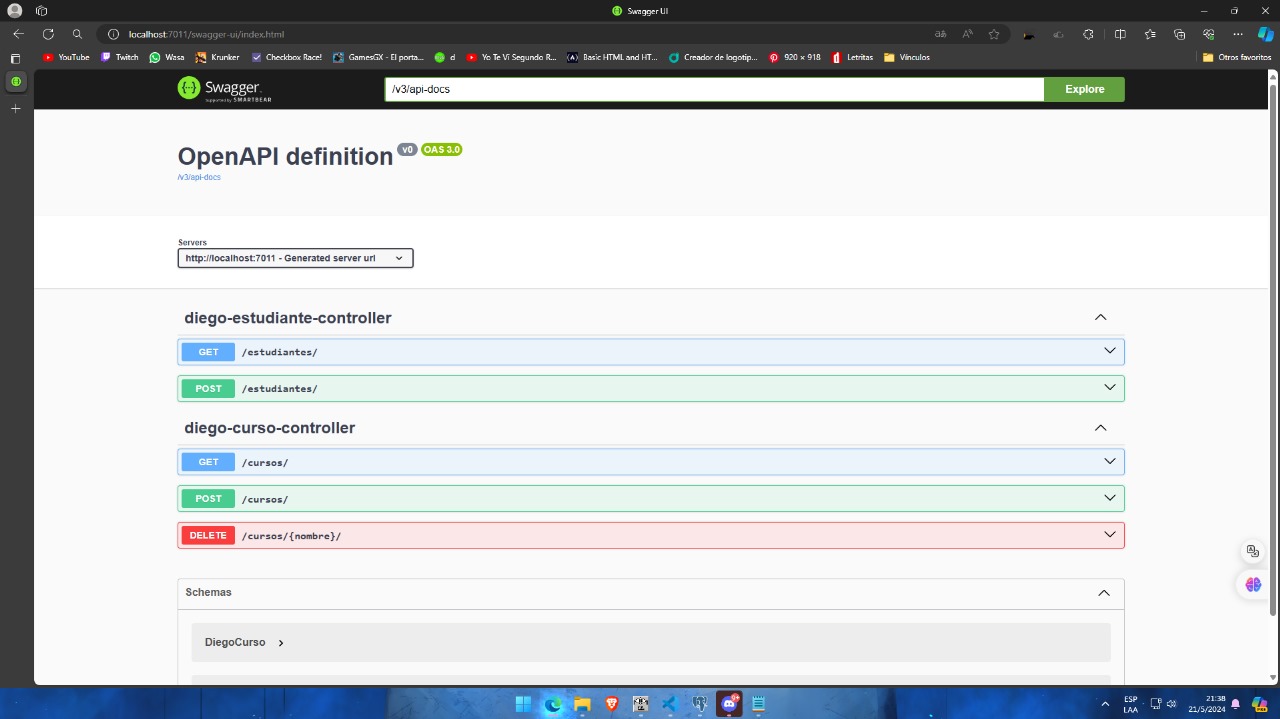 Swagger UI
localhost:7011/swagger-ui/index.html
YouTube
Twitch
Wasa
Krunker
Checkbox Race!
GamesGX - El porta...
d
Yo Te Vi Segundo R...
Basic HTML and HT...
Creador de logotip...
920 × 918
Letritas
Vínculos
Otros favoritos
Swagger.
Supported by SMARTBEAR
/v3/api-docs
Explore
OpenAPI definition v0 OAS 3.0
/v3/api-docs
Servers
http://localhost:7011 - Generated server url
diego-estudiante-controller
GET /estudiantes/
POST /estudiantes/
diego-curso-controller
GET /cursos/
POST /cursos/
DELETE /cursos/{nombre}/
Schemas
DiegoCurso
ESP
LAA
21:38
21/5/2024